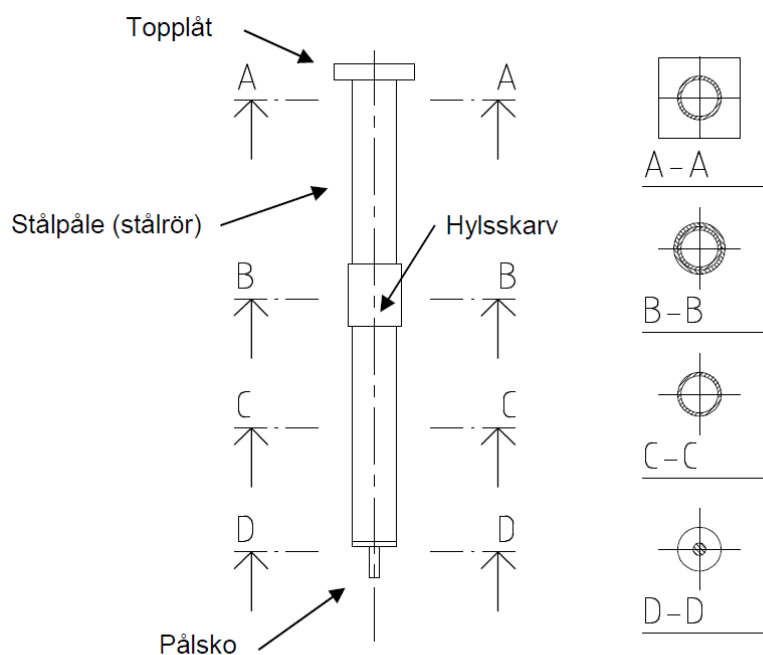 Topplåt
A A
Stålpåle (stålrör)
Hylsskarv
B B
C C
D D
Pålsko
A-A
B-B
C-C
D-D